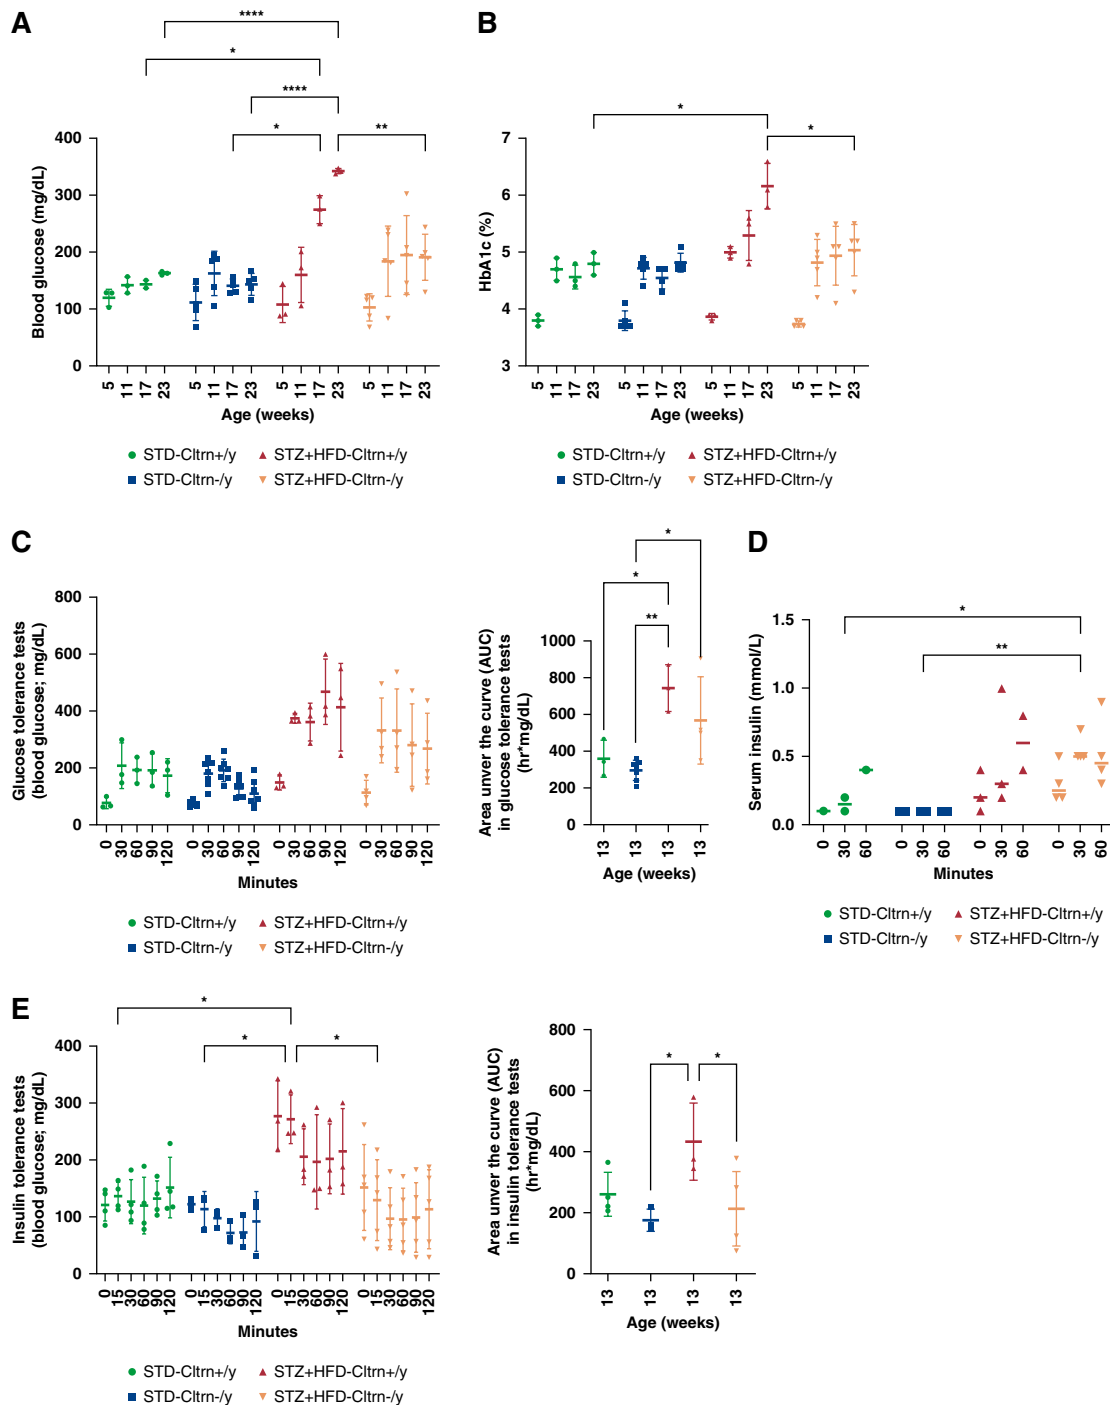 A
****
*
****
*
**
Blood glucose (mg/dL)
400
300
200
100
0
5 11 17 23 5 11 17 23 5 11 17 23 5 11 17 23
Age (weeks)
STD-Cltrn+/y STZ+HFD-Cltrn+/y
STD-Cltrn-/y STZ+HFD-Cltrn-/y
B
*
*
HbA1c (%)
7
6
5
4
3
5 11 17 23 5 11 17 23 5 11 17 23 5 11 17 23
Age (weeks)
STD-Cltrn+/y STZ+HFD-Cltrn+/y
STD-Cltrn-/y STZ+HFD-Cltrn-/y
C
Glucose tolerance tests
(blood glucose; mg/dL)
800
600
400
200
0
0 30 60 90 120 0 30 60 90 120 0 30 60 90 120 0 30 60 90 120
Minutes
STD-Cltrn+/y STZ+HFD-Cltrn+/y
STD-Cltrn-/y STZ+HFD-Cltrn-/y
*
*
**
Area unver the curve (AUC)
in glucose tolerance tests
(hr*mg/dL)
1000
800
600
400
200
0
13 13 13 13
Age (weeks)
D
*
**
Serum insulin (mmol/L)
1.5
1.0
0.5
0.0
0 30 60 0 30 60 0 30 60 0 30 60
Minutes
STD-Cltrn+/y STZ+HFD-Cltrn+/y
STD-Cltrn-/y STZ+HFD-Cltrn-/y
E
*
*
*
Insulin tolerance tests
(blood glucose; mg/dL)
400
300
200
100
0
0 15 30 60 90 120 0 15 30 60 90 120 0 15 30 60 90 120 0 15 30 60 90 120
Minutes
STD-Cltrn+/y STZ+HFD-Cltrn+/y
STD-Cltrn-/y STZ+HFD-Cltrn-/y
*
*
Area unver the curve (AUC)
in insulin tolerance tests
(hr*mg/dL)
800
600
400
200
0
13 13 13 13
Age (weeks)